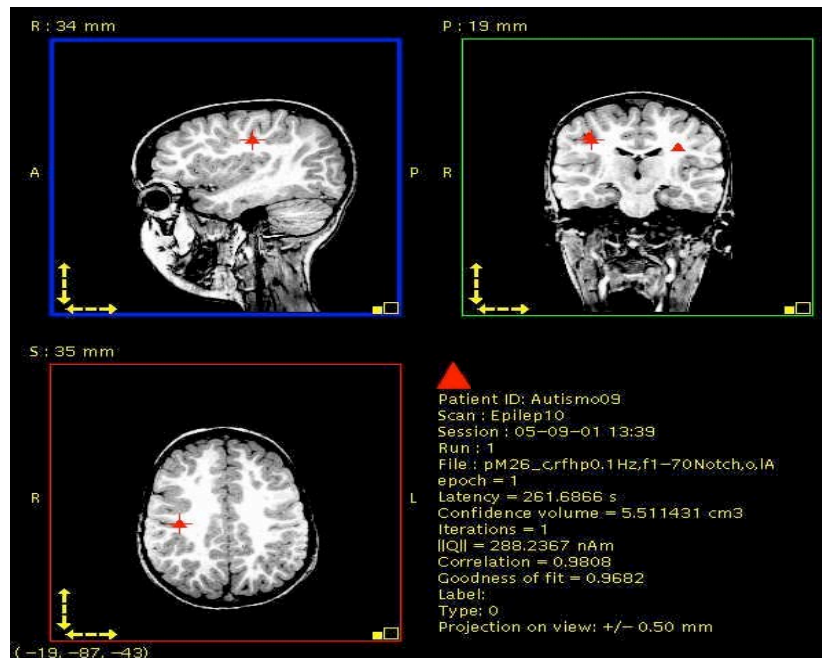 R : 34 mm
P : 19 mm
A
P
R
S : 35 mm
R
L
Patient ID: Autismo09
Scan : Epilep10
Session : 05-09-01 13:39
Run : 1
File : pM26_c,rfhp0.1Hz,f1-70Notch,o,lA
epoch = 1
Latency = 261.6866 s
Confidence volume = 5.511431 cm3
Iterations = 1
||Q|| = 288.2367 nAm
Correlation = 0.9808
Goodness of fit = 0.9682
Label:
Type: 0
Projection on view: +/- 0.50 mm
(-19, -87, -43)